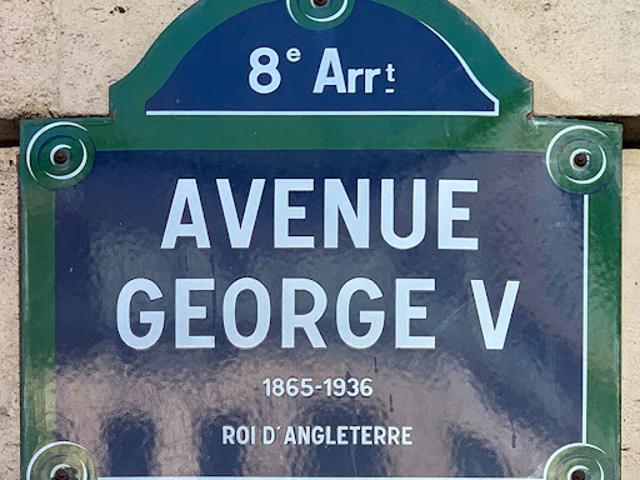 8e Arrt
AVENUE
GEORGE V
1865-1936
ROI D'ANGLETERRE